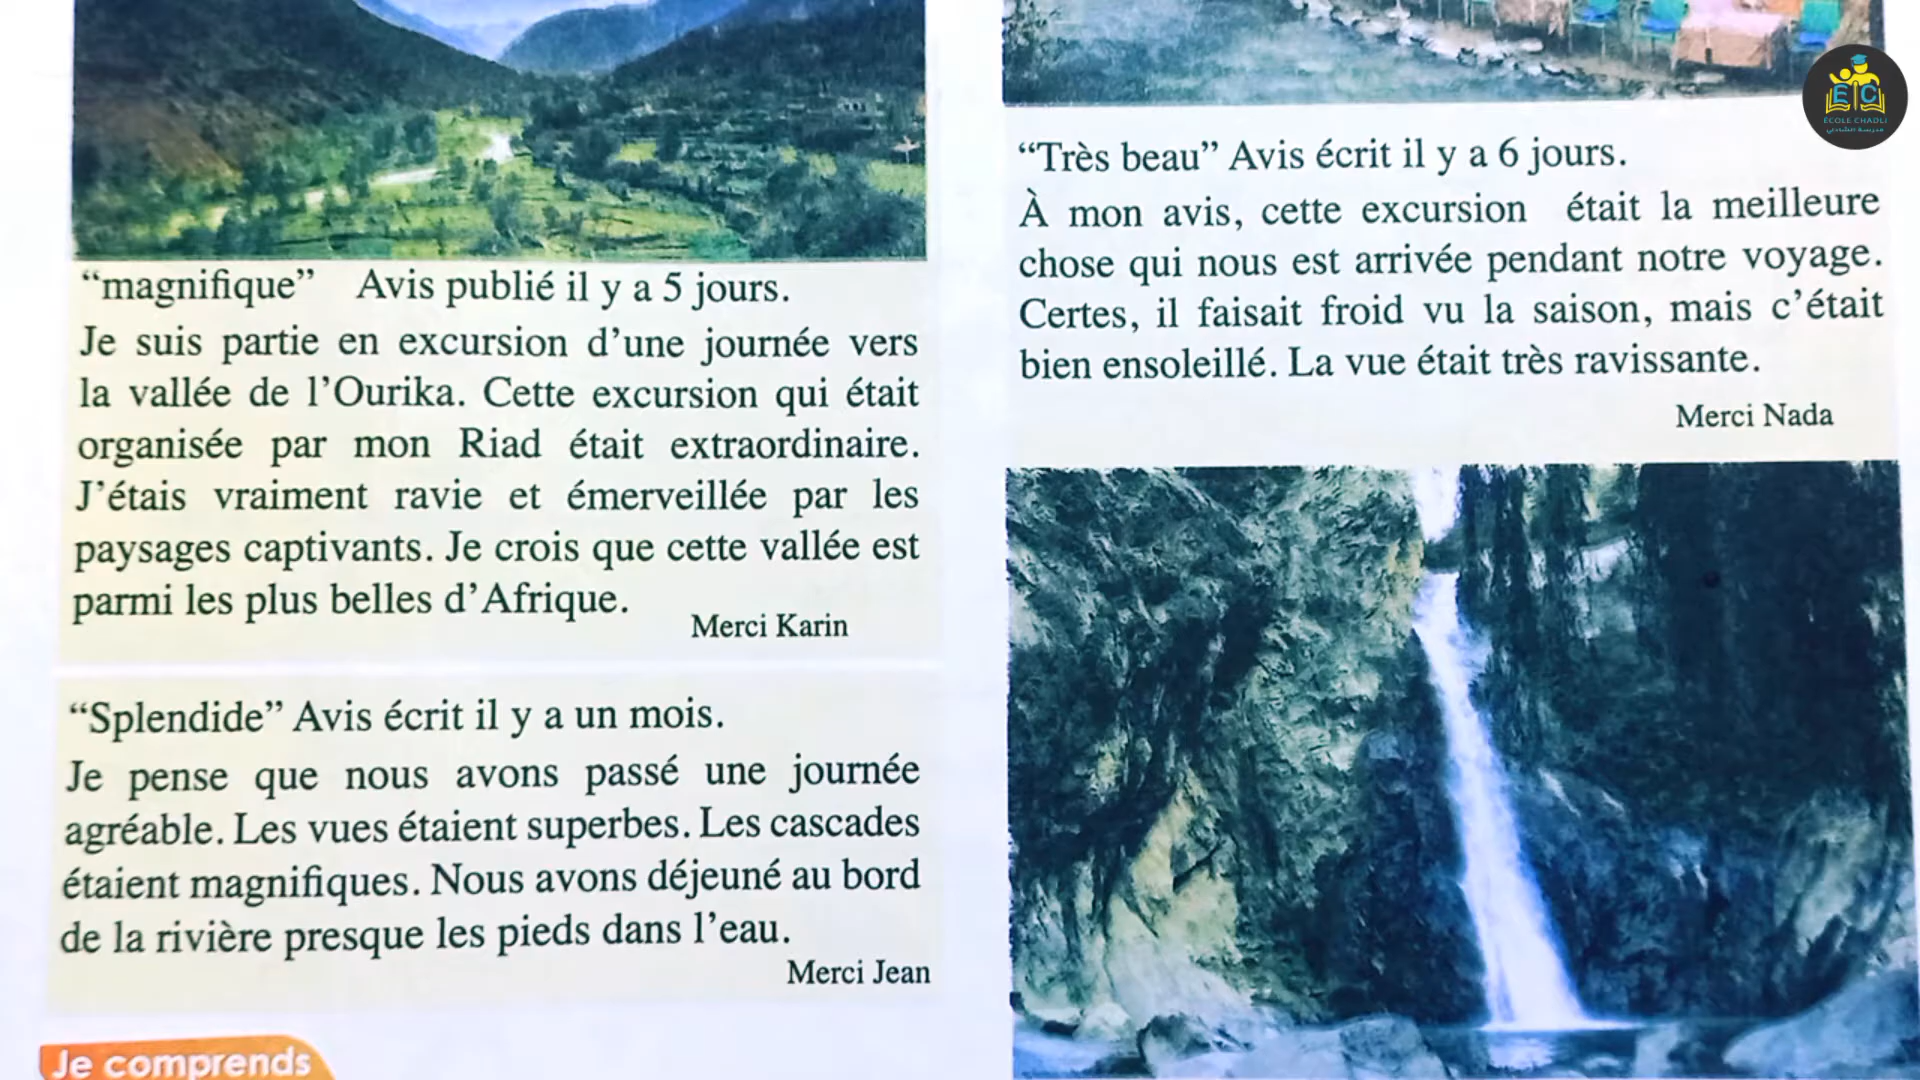 “magnifique” Avis publié il y a 5 jours.
Je suis partie en excursion d’une journée vers
la vallée de l’Ourika. Cette excursion qui était
organisée par mon Riad était extraordinaire.
J’étais vraiment ravie et émerveillée par les
paysages captivants. Je crois que cette vallée est
parmi les plus belles d’Afrique.
Merci Karin
“Splendide” Avis écrit il y a un mois.
Je pense que nous avons passé une journée
agréable. Les vues étaient superbes. Les cascades
étaient magnifiques. Nous avons déjeuné au bord
de la rivière presque les pieds dans l’eau.
Merci Jean
Je comprends
“Très beau” Avis écrit il y a 6 jours.
À mon avis, cette excursion était la meilleure
chose qui nous est arrivée pendant notre voyage.
Certes, il faisait froid vu la saison, mais c’était
bien ensoleillé. La vue était très ravissante.
Merci Nada
E C
ÉCOLE CHADLI
مدرسة الشادلي